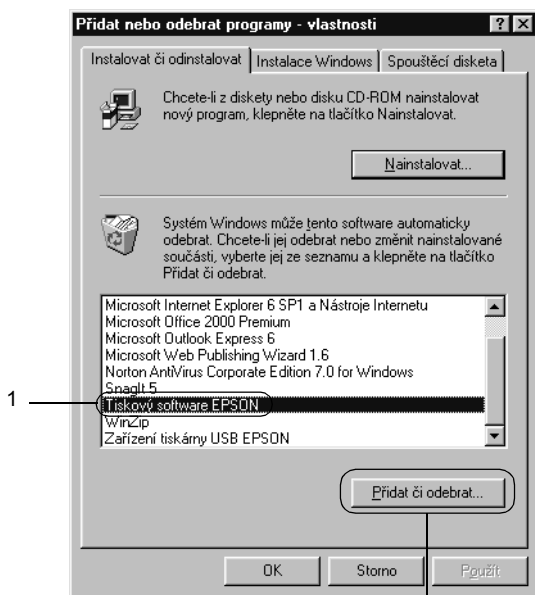 Přidat nebo odebrat programy - vlastnosti
Instalovat či odinstalovat
Instalace Windows
Spouštěcí disketa
Chcete-li z diskety nebo disku CD-ROM nainstalovat
nový program, klepněte na tlačítko Nainstalovat.
Nainstalovat...
Systém Windows může tento software automaticky
odebrat. Chcete-li jej odebrat nebo změnit nainstalované
součásti, vyberte jej ze seznamu a klepněte na tlačítko
Přidat či odebrat.
Microsoft Internet Explorer 6 SP1 a Nástroje Internetu
Microsoft Office 2000 Premium
Microsoft Outlook Express 6
Microsoft Web Publishing Wizard 1.6
Norton AntiVirus Corporate Edition 7.0 for Windows
SnagIt 5
1
Tiskový software EPSON
WinZip
Zařízení tiskárny USB EPSON
Přidat či odebrat...
OK
Storno
Použít